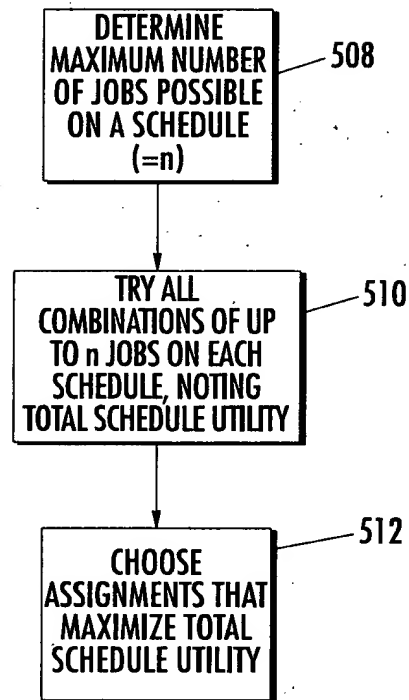 DETERMINE
MAXIMUM NUMBER
OF JOBS POSSIBLE
ON A SCHEDULE
(=n)
508
TRY ALL
COMBINATIONS OF UP
TO n JOBS ON EACH
SCHEDULE, NOTING
TOTAL SCHEDULE UTILITY
510
CHOOSE
ASSIGNMENTS THAT
MAXIMIZE TOTAL
SCHEDULE UTILITY
512